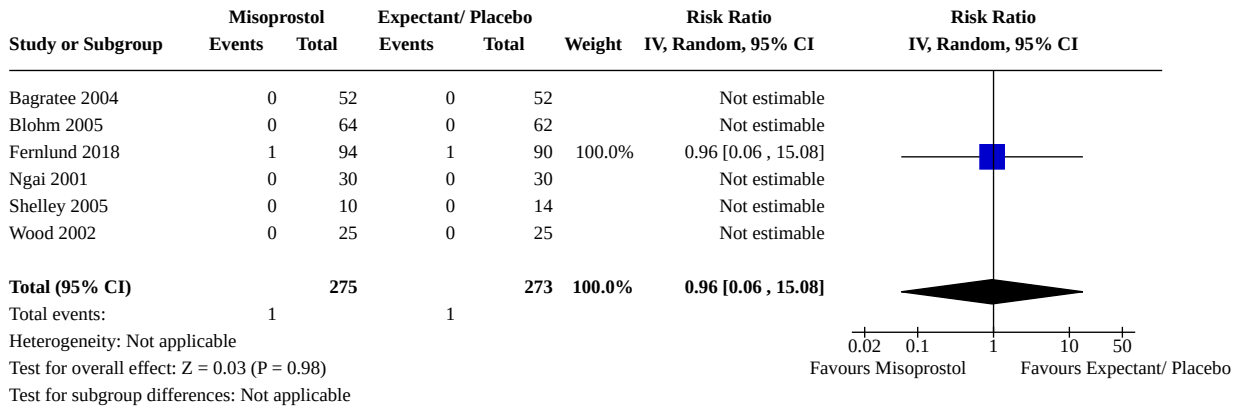 Misoprostol Expectant/ Placebo Risk Ratio Risk Ratio
Study or Subgroup Events Total Events Total Weight IV, Random, 95% CI IV, Random, 95% CI
Bagratee 2004 0 52 0 52 Not estimable
Blohm 2005 0 64 0 62 Not estimable
Fernlund 2018 1 94 1 90 100.0% 0.96 [0.06 , 15.08]
Ngai 2001 0 30 0 30 Not estimable
Shelley 2005 0 10 0 14 Not estimable
Wood 2002 0 25 0 25 Not estimable
Total (95% CI) 275 273 100.0% 0.96 [0.06 , 15.08]
Total events: 1 1
Heterogeneity: Not applicable
0.02 0.1 1 10 50
Test for overall effect: Z = 0.03 (P = 0.98) Favours Misoprostol Favours Expectant/ Placebo
Test for subgroup differences: Not applicable